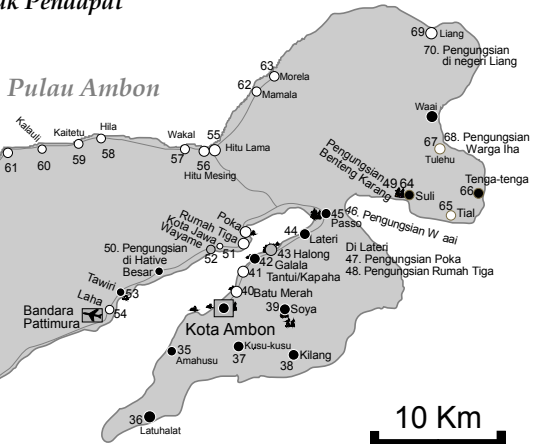 Pendapat
69 Liang
70. Pengungsian
di negeri Liang
63 Morela
Pulau Ambon
62 Mamala
Waai
Kalauli
Kaitetu
Hila
Wakal
55
Hitu Lama
61
60
59
58
57
56
Hitu Mesing
67
Tulehu
68. Pengungsian
Warga Iha
Pengungsian
Benteng Karang
49 64
Suli
Tenga-tenga
66
65
Tial
Poka
Rumah Tiga
Kota Jawa
Wayame
52
51
45
Passo
46. Pengungsian W aai
44
Lateri
50. Pengungsian
di Hative
Besar
43 Halong
42 Galala
41 Tantui/Kapaha
Di Lateri
47. Pengungsian Poka
48. Pengungsian Rumah Tiga
Tawiri
53
Laha
54
Bandara
Pattimura
40 Batu Merah
39 Soya
Kota Ambon
35
Amahusu
Kusu-kusu
37
38 Kilang
36
Latuhalat
10 Km